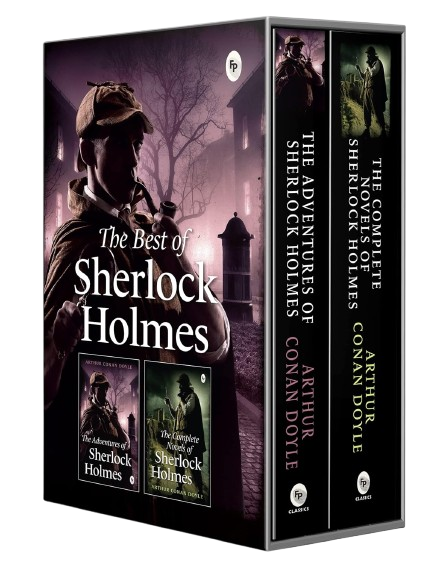 FP
The Best of
Sherlock
Holmes
ARTHUR CONAN DOYLE
The Adventures of
Sherlock
Holmes
The Complete
Novels of
Sherlock
Holmes
ARTHUR CONAN DOYLE
THE ADVENTURES OF
SHERLOCK HOLMES
ARTHUR
CONAN DOYLE
FP
CLASSICS
THE COMPLETE
NOVELS OF
SHERLOCK HOLMES
ARTHUR
CONAN DOYLE
FP
CLASSICS